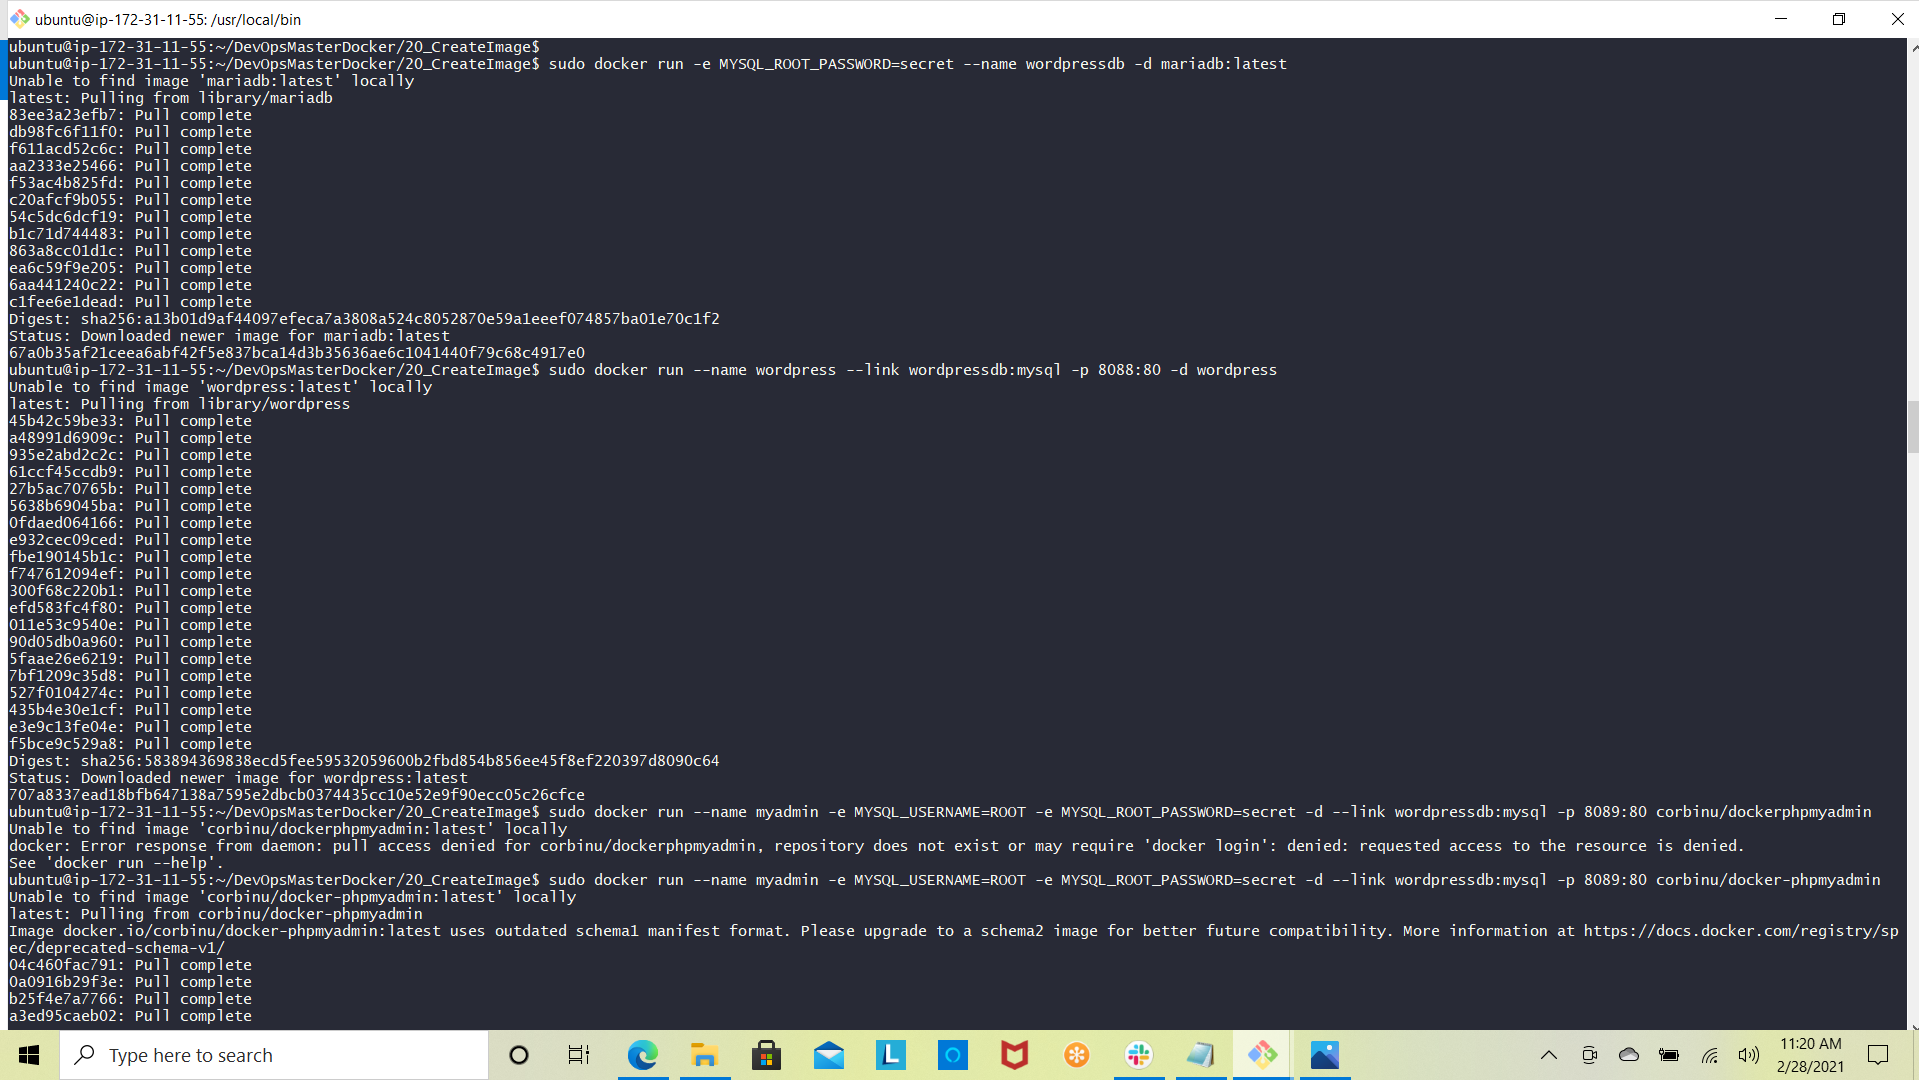 ubuntu@ip-172-31-11-55: /usr/local/bin
ubuntu@ip-172-31-11-55:~/DevOpsMasterDocker/20_CreateImage$
ubuntu@ip-172-31-11-55:~/DevOpsMasterDocker/20_CreateImage$ sudo docker run -e MYSQL_ROOT_PASSWORD=secret --name wordpressdb -d mariadb:latest
Unable to find image 'mariadb:latest' locally
latest: Pulling from library/mariadb
83ee3a23efb7: Pull complete
db98fc6f11f0: Pull complete
f611acd52c6c: Pull complete
aa2333e25466: Pull complete
f53ac4b825fd: Pull complete
c20afcf9b055: Pull complete
54c5dc6dcf19: Pull complete
b1c71d744483: Pull complete
863a8cc01d1c: Pull complete
ea6c59f9e205: Pull complete
6aa441240c22: Pull complete
c1fee6e1dead: Pull complete
Digest: sha256:a13b01d9af44097efeca7a3808a524c8052870e59a1eeef074857ba01e70c1f2
Status: Downloaded newer image for mariadb:latest
67a0b35af21ceea6abf42f5e837bca14d3b35636ae6c1041440f79c68c4917e0
ubuntu@ip-172-31-11-55:~/DevOpsMasterDocker/20_CreateImage$ sudo docker run --name wordpress --link wordpressdb:mysql -p 8088:80 -d wordpress
Unable to find image 'wordpress:latest' locally
latest: Pulling from library/wordpress
45b42c59be33: Pull complete
a48991d6909c: Pull complete
935e2abd2c2c: Pull complete
61ccf45ccdb9: Pull complete
27b5ac70765b: Pull complete
5638b69045ba: Pull complete
0fdaed064166: Pull complete
e932cec09ced: Pull complete
fbe190145b1c: Pull complete
f747612094ef: Pull complete
300f68c220b1: Pull complete
efd583fc4f80: Pull complete
011e53c9540e: Pull complete
90d05db0a960: Pull complete
5faae26e6219: Pull complete
7bf1209c35d8: Pull complete
527f0104274c: Pull complete
435b4e30e1cf: Pull complete
e3e9c13fe04e: Pull complete
f5bce9c529a8: Pull complete
Digest: sha256:583894369838ecd5fee59532059600b2fbd854b856ee45f8ef220397d8090c64
Status: Downloaded newer image for wordpress:latest
707a8337ead18bfb647138a7595e2dbcb0374435cc10e52e9f90ecc05c26cfce
ubuntu@ip-172-31-11-55:~/DevOpsMasterDocker/20_CreateImage$ sudo docker run --name myadmin -e MYSQL_USERNAME=ROOT -e MYSQL_ROOT_PASSWORD=secret -d --link wordpressdb:mysql -p 8089:80 corbinu/dockerphpmyadmin
Unable to find image 'corbinu/dockerphpmyadmin:latest' locally
docker: Error response from daemon: pull access denied for corbinu/dockerphpmyadmin, repository does not exist or may require 'docker login': denied: requested access to the resource is denied.
See 'docker run --help'.
ubuntu@ip-172-31-11-55:~/DevOpsMasterDocker/20_CreateImage$ sudo docker run --name myadmin -e MYSQL_USERNAME=ROOT -e MYSQL_ROOT_PASSWORD=secret -d --link wordpressdb:mysql -p 8089:80 corbinu/docker-phpmyadmin
Unable to find image 'corbinu/docker-phpmyadmin:latest' locally
latest: Pulling from corbinu/docker-phpmyadmin
Image docker.io/corbinu/docker-phpmyadmin:latest uses outdated schema1 manifest format. Please upgrade to a schema2 image for better future compatibility. More information at https://docs.docker.com/registry/sp
ec/deprecated-schema-v1/
04c460fac791: Pull complete
0a0916b29f3e: Pull complete
b25f4e7a7766: Pull complete
a3ed95caeb02: Pull complete
Type here to search
L
11:20 AM
2/28/2021